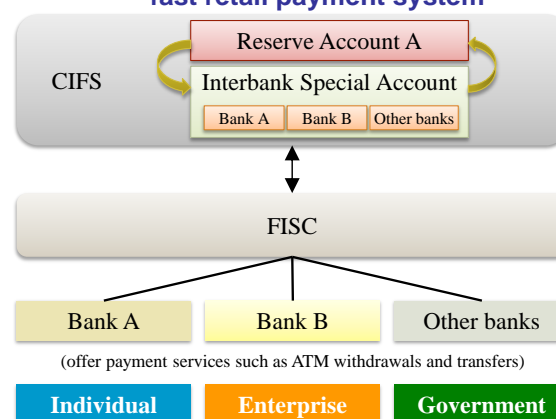 fast retail payment system
Reserve Account A
CIFS
Interbank Special Account
Bank A Bank B Other banks
FISC
Bank A Bank B Other banks
(offer payment services such as ATM withdrawals and transfers)
Individual Enterprise Government